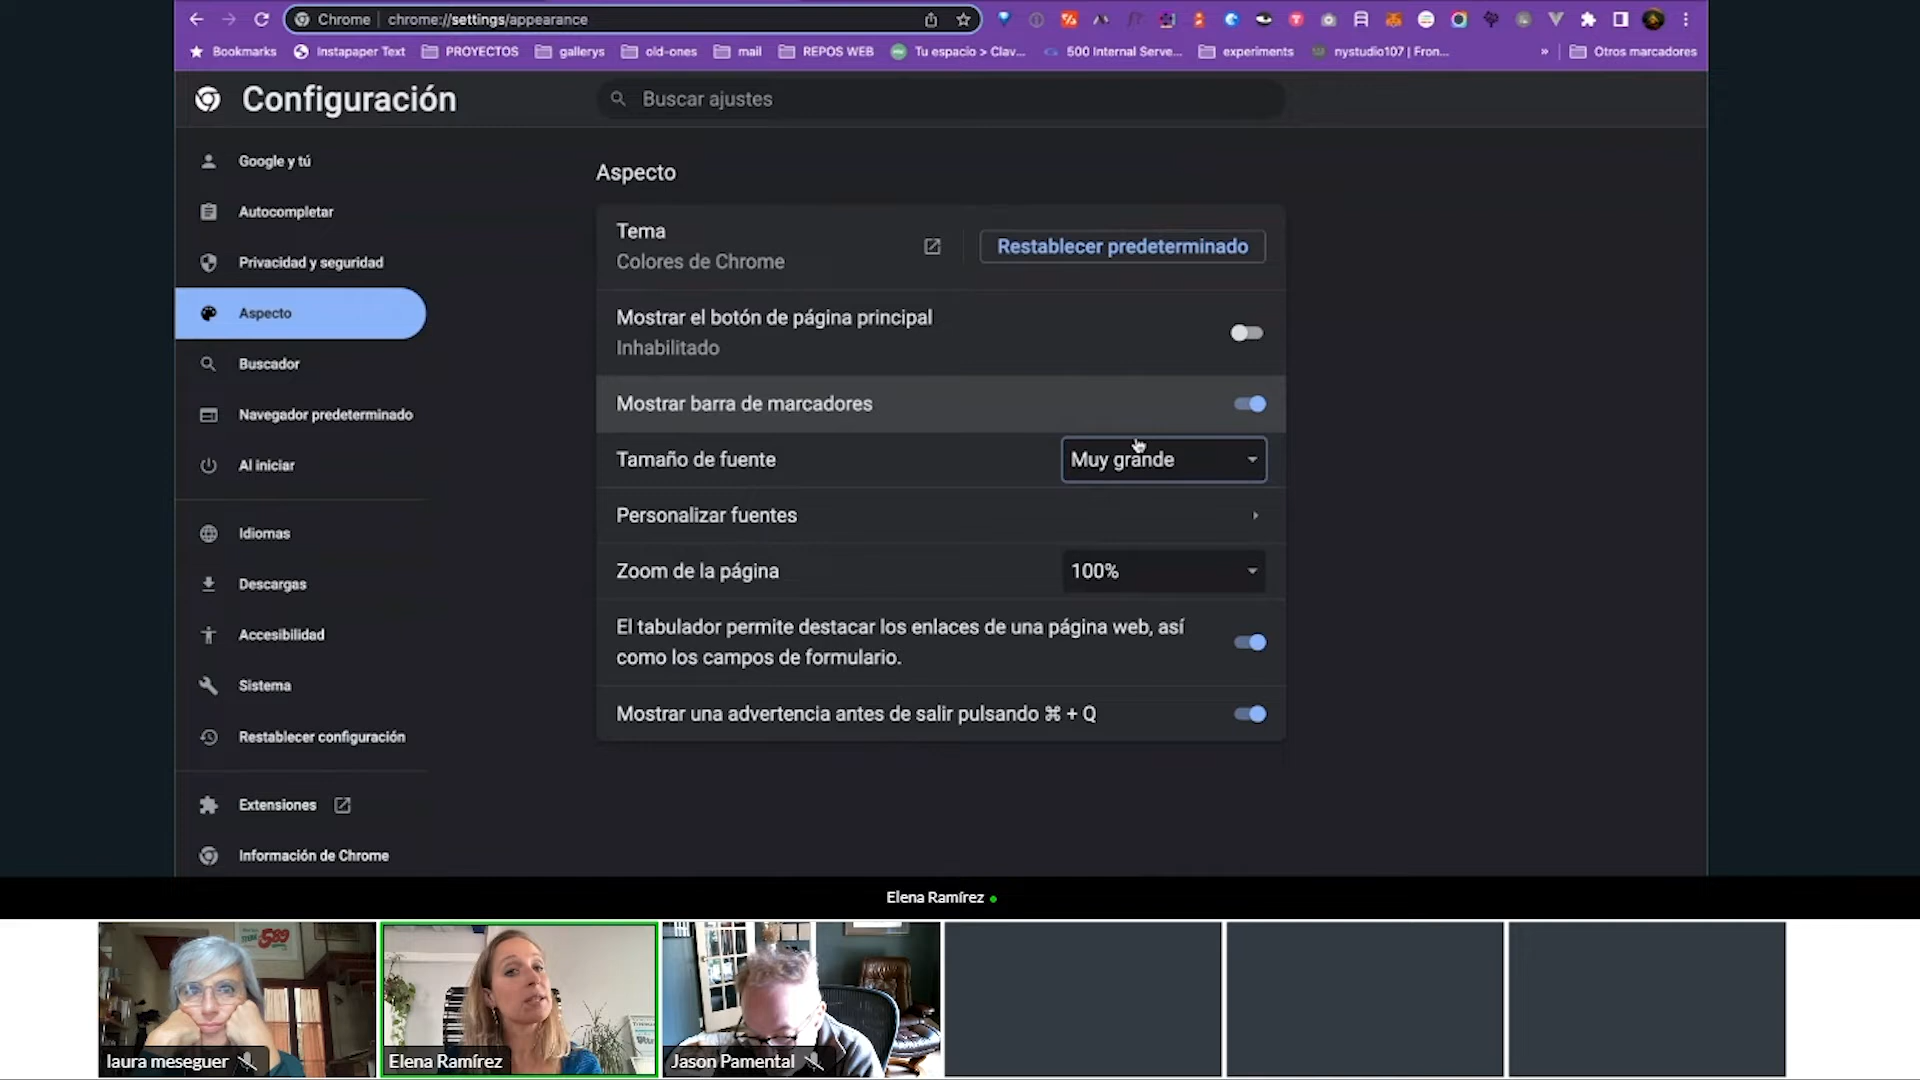 Chrome | chrome://settings/appearance
Bookmarks Instapaper Text PROYECTOS gallerys old-ones mail REPOS WEB Tu espacio > Clav... 500 Internal Serve... experiments nystudio107 | Fron... » Otros marcadores
Configuración
Buscar ajustes
Google y tú
Autocompletar
Privacidad y seguridad
Aspecto
Buscador
Navegador predeterminado
Al iniciar
Idiomas
Descargas
Accesibilidad
Sistema
Restablecer configuración
Extensiones
Información de Chrome
Aspecto
Tema
Colores de Chrome
Restablecer predeterminado
Mostrar el botón de página principal
Inhabilitado
Mostrar barra de marcadores
Tamaño de fuente
Muy grande
Personalizar fuentes
Zoom de la página
100%
El tabulador permite destacar los enlaces de una página web, así
como los campos de formulario.
Mostrar una advertencia antes de salir pulsando ⌘ + Q
Elena Ramírez
laura meseguer
Elena Ramírez
Jason Pamental